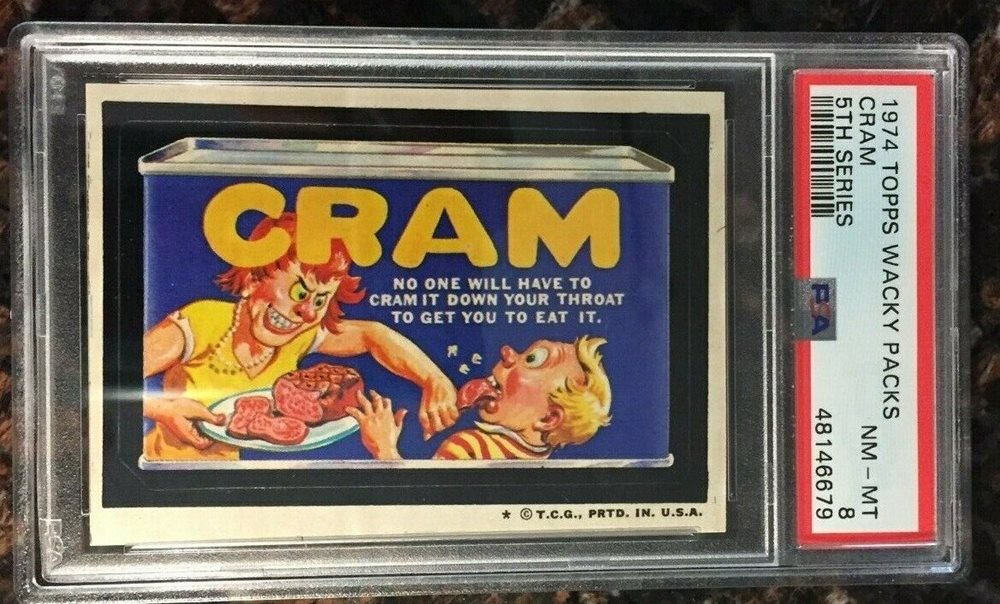 CRAM
NO ONE WILL HAVE TO
CRAM IT DOWN YOUR THROAT
TO GET YOU TO EAT IT.
* © T.C.G., PRTD. IN. U.S.A.
1974 TOPPS WACKY PACKS
CRAM NM - MT
5TH SERIES 8
48146679
PSA
PSA